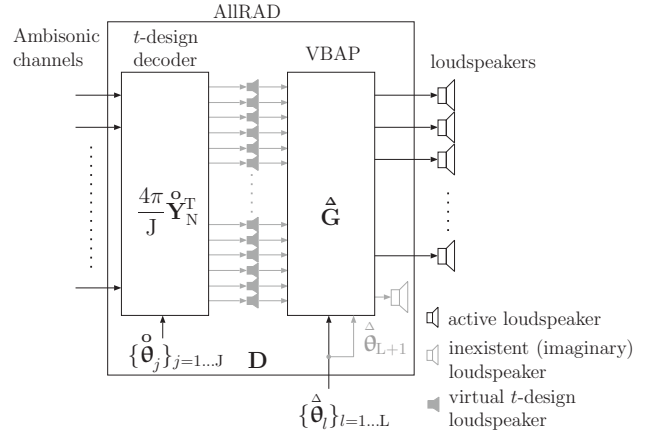 AllRAD
Ambisonic
channels
t-design
decoder
VBAP
loudspeakers
4π/J Y̊ᵀ_N
Ĝ
{θ̊_j}_{j=1...J}
D
θ̂_{L+1}
{θ̂_l}_{l=1...L}
active loudspeaker
inexistent (imaginary)
loudspeaker
virtual t-design
loudspeaker